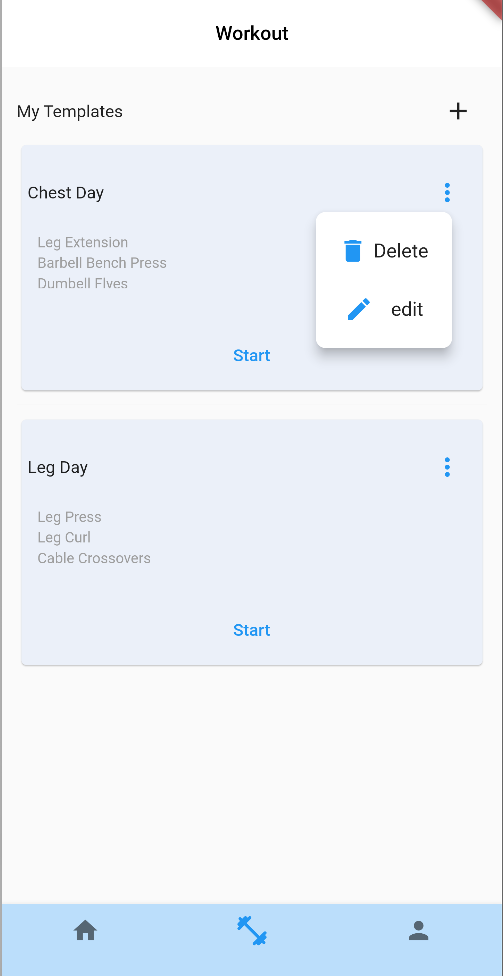 Workout
My Templates
Chest Day
Leg Extension
Barbell Bench Press
Dumbell Flves
Delete
edit
Start
Leg Day
Leg Press
Leg Curl
Cable Crossovers
Start